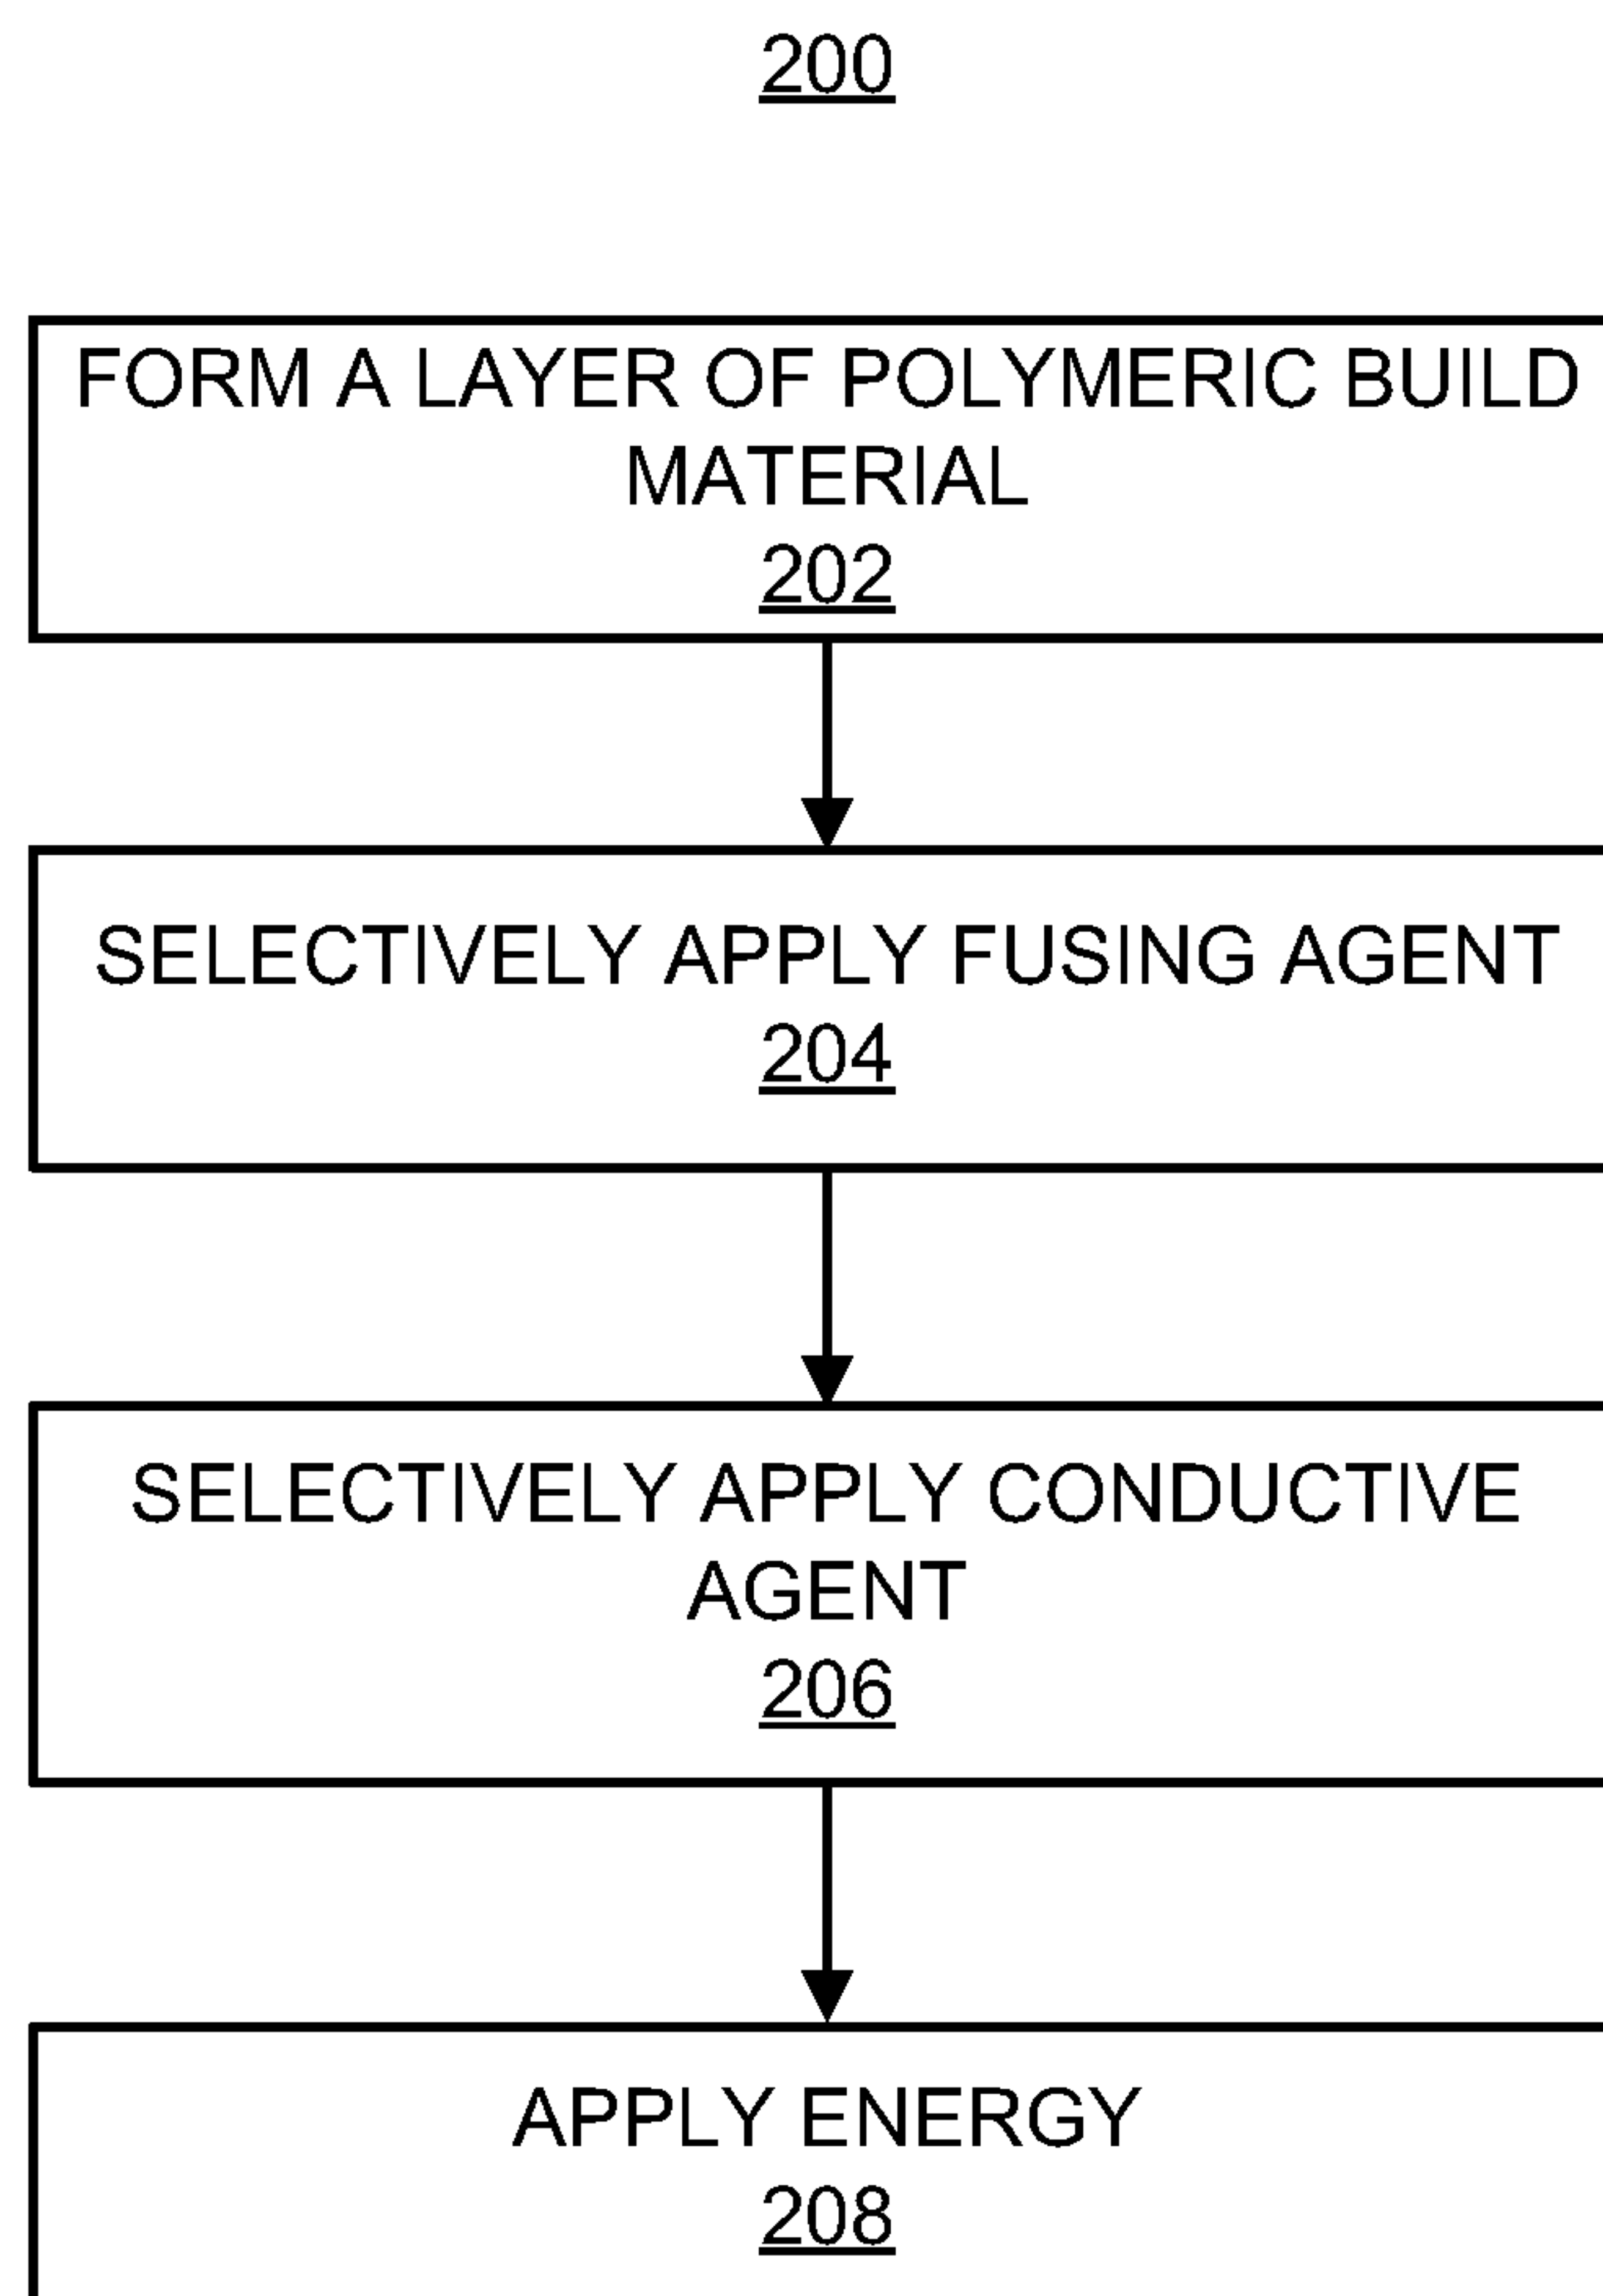 200
FORM A LAYER OF POLYMERIC BUILD
MATERIAL
202
SELECTIVELY APPLY FUSING AGENT
204
SELECTIVELY APPLY CONDUCTIVE
AGENT
206
APPLY ENERGY
208